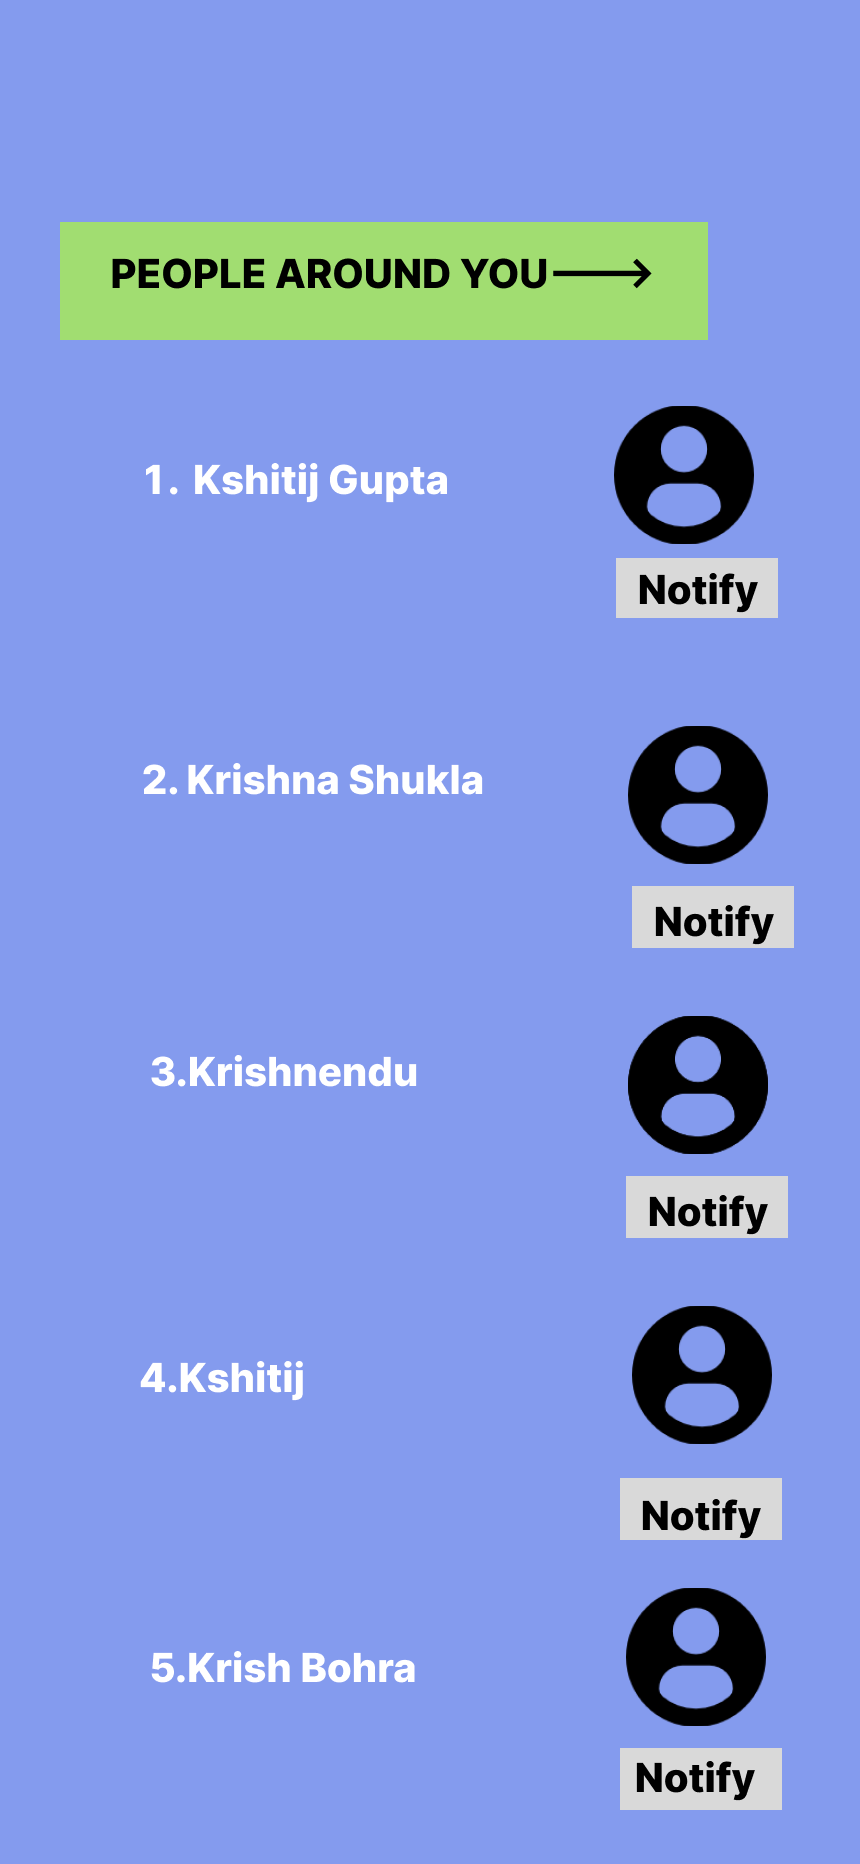 PEOPLE AROUND YOU
1. Kshitij Gupta
Notify
2. Krishna Shukla
Notify
3.Krishnendu
Notify
4.Kshitij
Notify
5.Krish Bohra
Notify